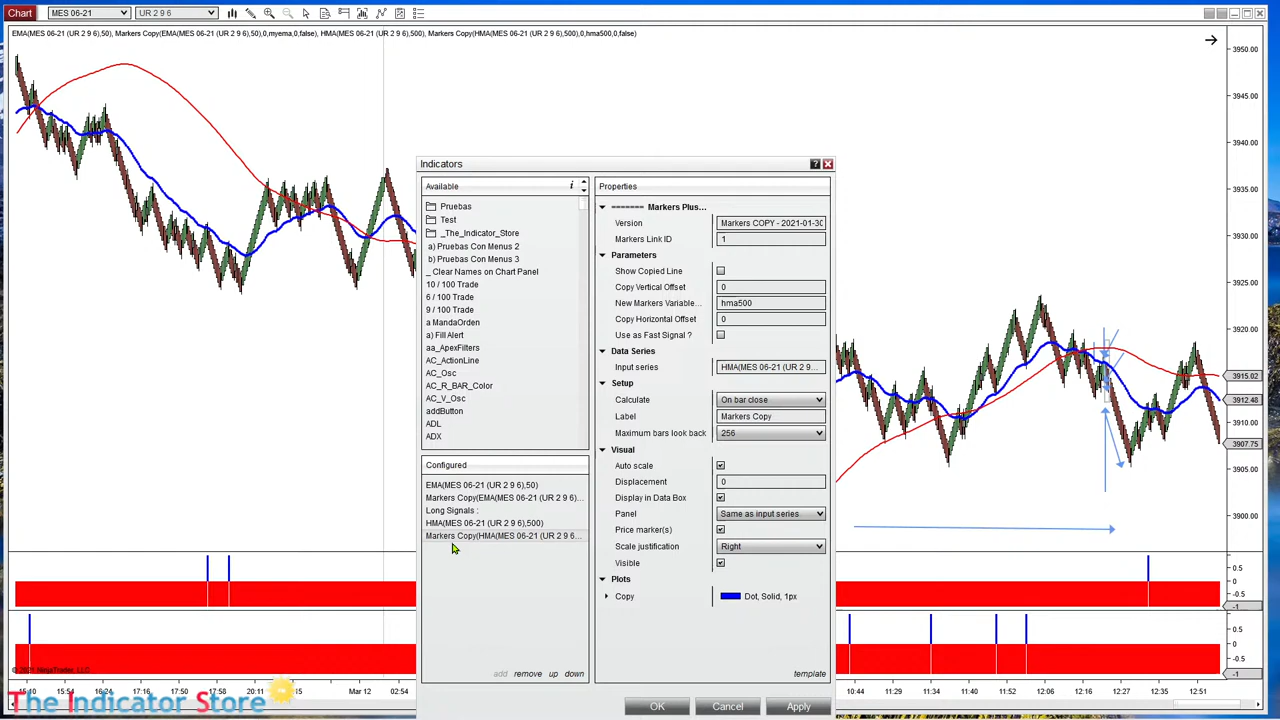 Chart MES 06-21 UR 2 9 6
EMA(MES 06-21 (UR 2 9 6),50), Markers Copy(EMA(MES 06-21 (UR 2 9 6),50),0,myema,0,false), HMA(MES 06-21 (UR 2 9 6),500), Markers Copy(HMA(MES 06-21 (UR 2 9 6),500),0,hma500,0,false)
3950.00
3945.00
3940.00
3935.00
3930.00
3925.00
3920.00
3915.02
3912.48
3910.00
3907.75
3905.00
3900.00
0.5
-0.5
-1
0.5
-0.5
-1
Indicators
Available
Pruebas
Test
_The_Indicator_Store
a) Pruebas Con Menus 2
b) Pruebas Con Menus 3
_ Clear Names on Chart Panel
10 / 100 Trade
6 / 100 Trade
9 / 100 Trade
a MandaOrden
a) Fill Alert
aa_ApexFilters
AC_ActionLine
AC_Osc
AC_R_BAR_Color
AC_V_Osc
addButton
ADL
ADX
Configured
EMA(MES 06-21 (UR 2 9 6),50)
Markers Copy(EMA(MES 06-21 (UR 2 9 6)...
Long Signals :
HMA(MES 06-21 (UR 2 9 6),500)
Markers Copy(HMA(MES 06-21 (UR 2 9 6...
add remove up down
Properties
======= Markers Plus...
Version Markers COPY - 2021-01-30
Markers Link ID 1
Parameters
Show Copied Line
Copy Vertical Offset 0
New Markers Variable... hma500
Copy Horizontal Offset 0
Use as Fast Signal ?
Data Series
Input series HMA(MES 06-21 (UR 2 9...
Setup
Calculate On bar close
Label Markers Copy
Maximum bars look back 256
Visual
Auto scale
Displacement 0
Display in Data Box
Panel Same as input series
Price marker(s)
Scale justification Right
Visible
Plots
Copy Dot, Solid, 1px
template
OK Cancel Apply
© 2021 NinjaTrader, LLC
15:10 15:54 16:24 17:17 17:50 17:58 20:11 23:15 Mar 12 02:54 10:44 11:34 11:56 12:06 12:16 12:27 12:35 12:51
The Indicator Store